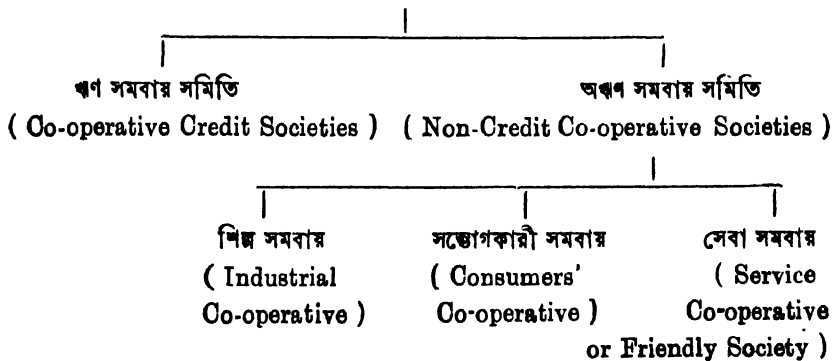 ঋণ সমবায় সমিতি অঋণ সমবায় সমিতি
( Co-operative Credit Societies ) ( Non-Credit Co-operative Societies )
শিল্প সমবায় সম্ভোগকারী সমবায় সেবা সমবায়
( Industrial ( Consumers' ( Service
Co-operative ) Co-operative ) Co-operative
or Friendly Society )